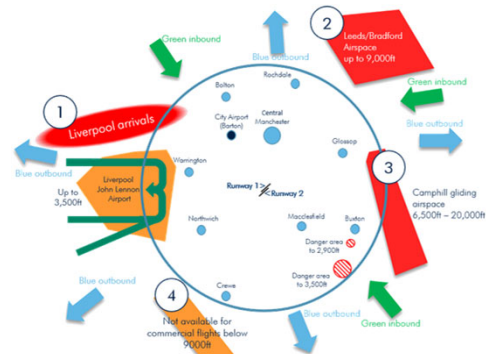 Green inbound
Blue outbound
2
Leeds/Bradford
Airspace
up to 9,000ft
Green inbound
Blue outbound
1
Liverpool arrivals
Blue outbound
Up to
3,500ft
Liverpool
John Lennon
Airport
Bolton
Rochdale
City Airport
(Barton)
Central
Manchester
Glossop
Warrington
Runway 1
Runway 2
Northwich
Macclesfield
Buxton
Danger area
to 2,900ft
Danger area
to 3,500ft
Crewe
3
Camphill gliding
airspace
6,500ft – 20,000ft
4
Not available for
commercial flights below
9000ft
Blue outbound
Blue outbound
Green inbound